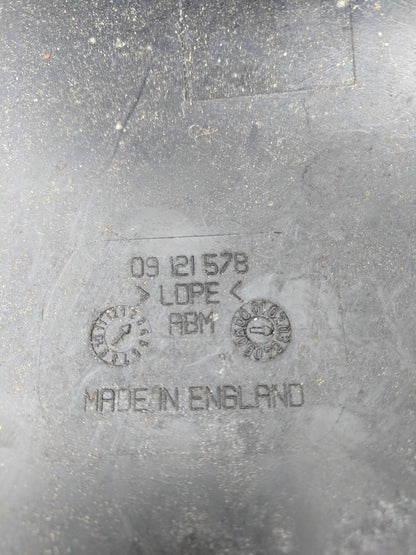 09 121 578
> LDPE <
ABM
MADE IN ENGLAND